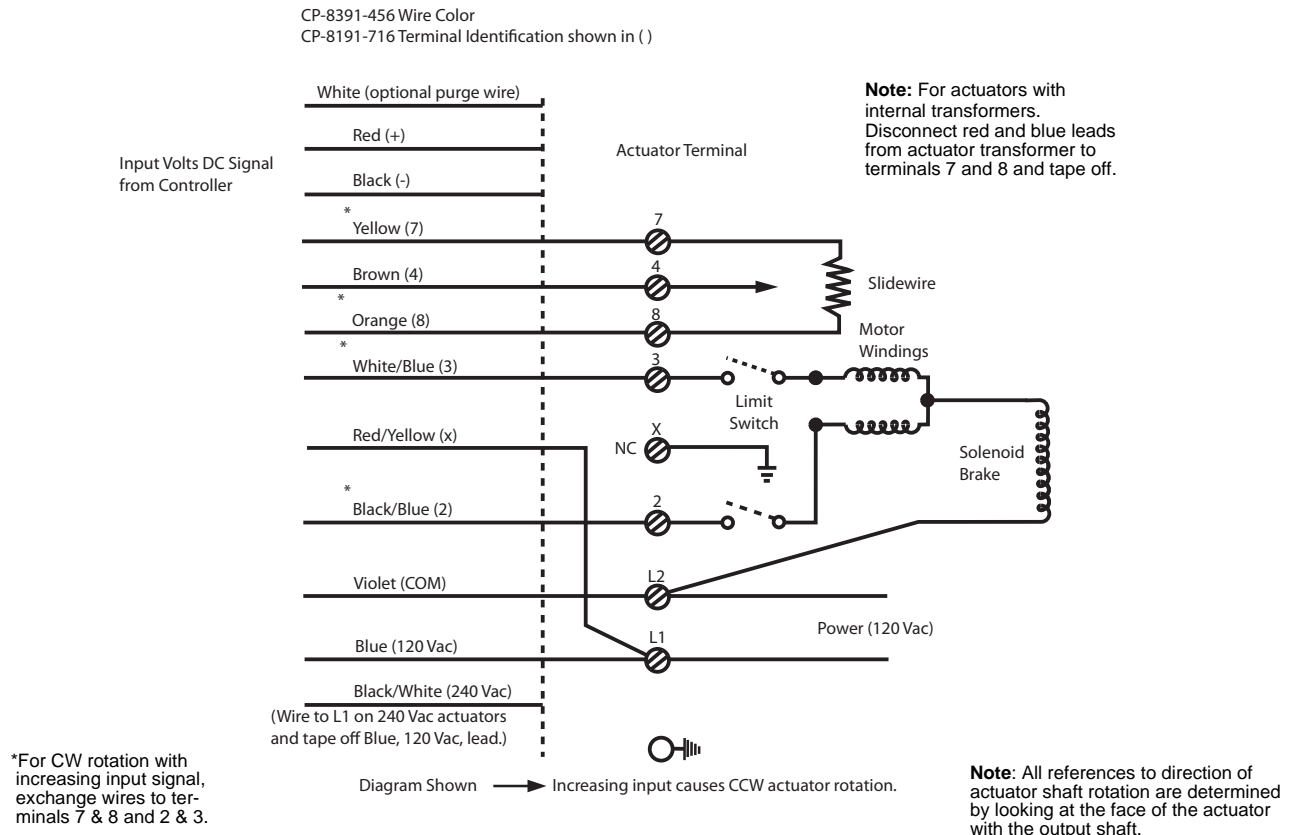 CP-8391-456 Wire Color
CP-8191-716 Terminal Identification shown in ( )
White (optional purge wire)
Red (+)
Input Volts DC Signal
from Controller
Black (-)
Actuator Terminal
Note: For actuators with
internal transformers.
Disconnect red and blue leads
from actuator transformer to
terminals 7 and 8 and tape off.
*
Yellow (7)
7
Brown (4)
4
Slidewire
*
Orange (8)
8
*
White/Blue (3)
3
Motor
Windings
Limit
Switch
Red/Yellow (x)
X
NC
Solenoid
Brake
*
Black/Blue (2)
2
Violet (COM)
L2
Power (120 Vac)
Blue (120 Vac)
L1
Black/White (240 Vac)
(Wire to L1 on 240 Vac actuators
and tape off Blue, 120 Vac, lead.)
*For CW rotation with
increasing input signal,
exchange wires to ter-
minals 7 & 8 and 2 & 3.
Diagram Shown
Increasing input causes CCW actuator rotation.
Note: All references to direction of
actuator shaft rotation are determined
by looking at the face of the actuator
with the output shaft.